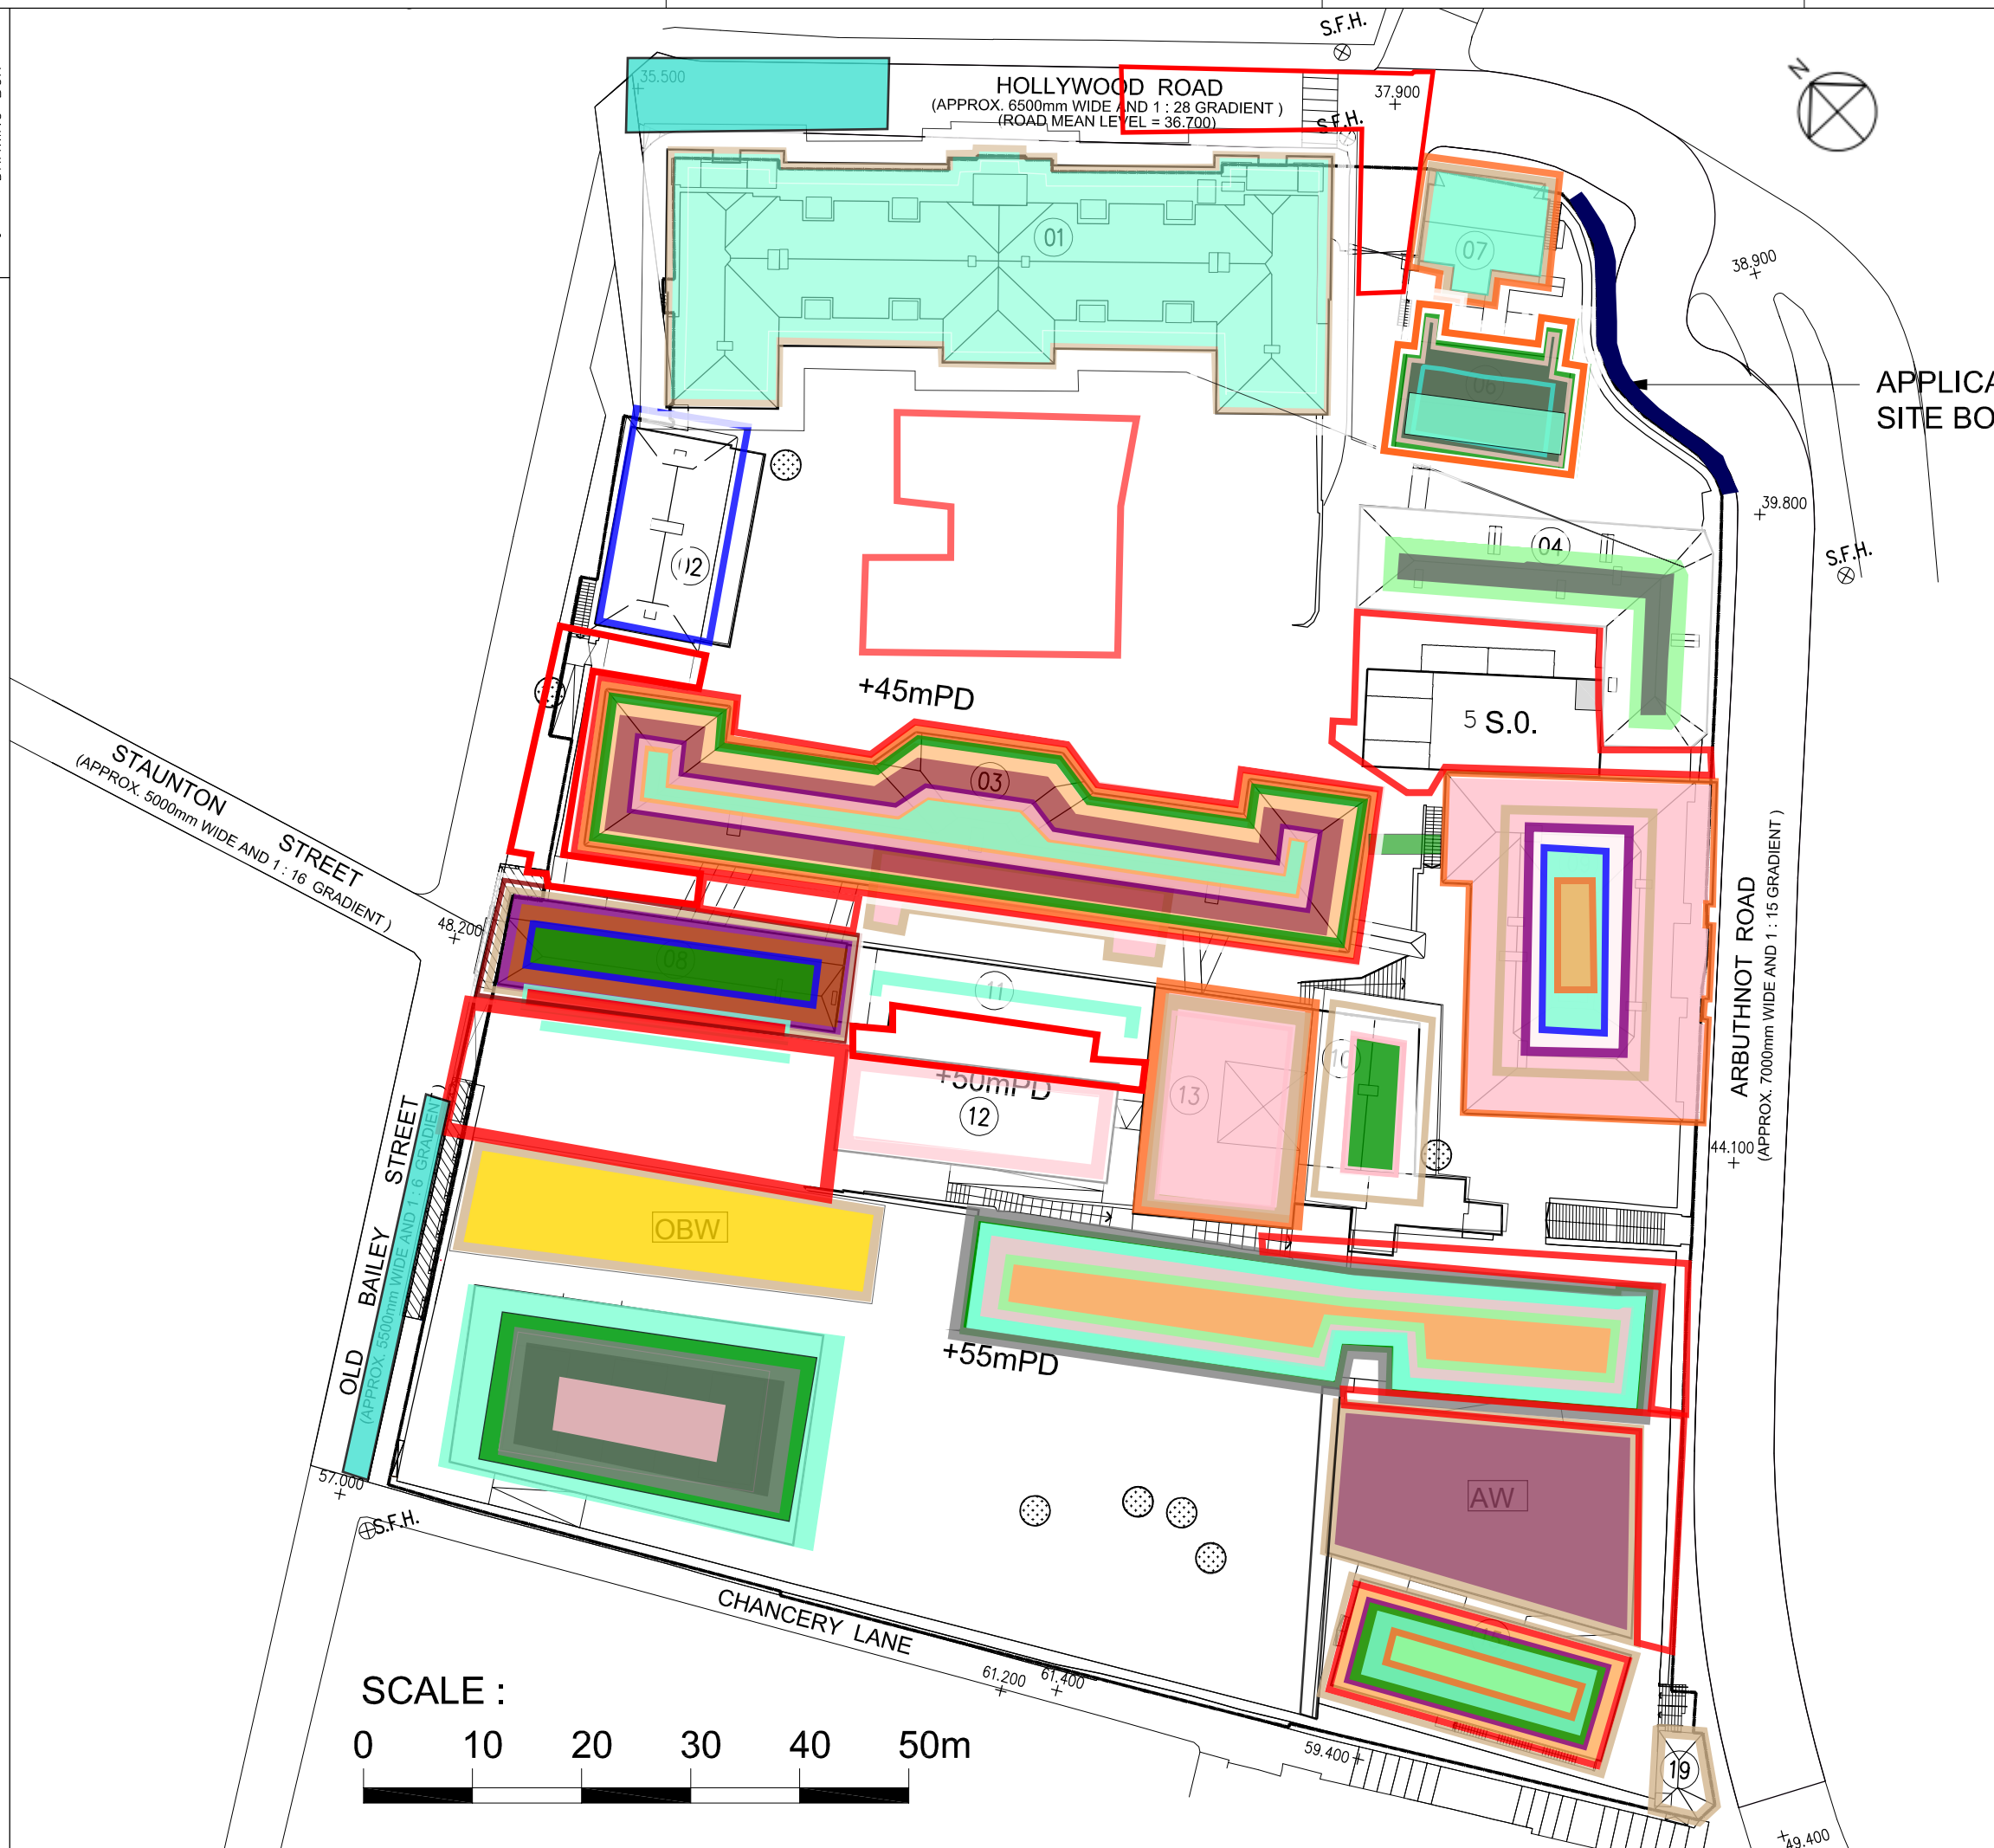 S.F.H.
35.500
HOLLYWOOD ROAD
(APPROX. 6500mm WIDE AND 1 : 28 GRADIENT )
(ROAD MEAN LEVEL = 36.700)
37.900
S.F.H.
N
01
07
38.900
06
APPLICA
SITE BO
39.800
S.F.H.
04
02
5 S.O.
+45mPD
03
STAUNTON STREET
(APPROX. 5000mm WIDE AND 1 : 16 GRADIENT )
48.200
08
11
10
13
+50mPD
12
ARBUTHNOT ROAD
(APPROX. 7000mm WIDE AND 1 : 15 GRADIENT )
44.100
OBW
OLD BAILEY STREET
(APPROX. 5500mm WIDE AND 1 : 6 GRADIENT
+55mPD
57.000
S.F.H.
AW
CHANCERY LANE
61.200
61.400
59.400
19
49.400
SCALE :
0 10 20 30 40 50m